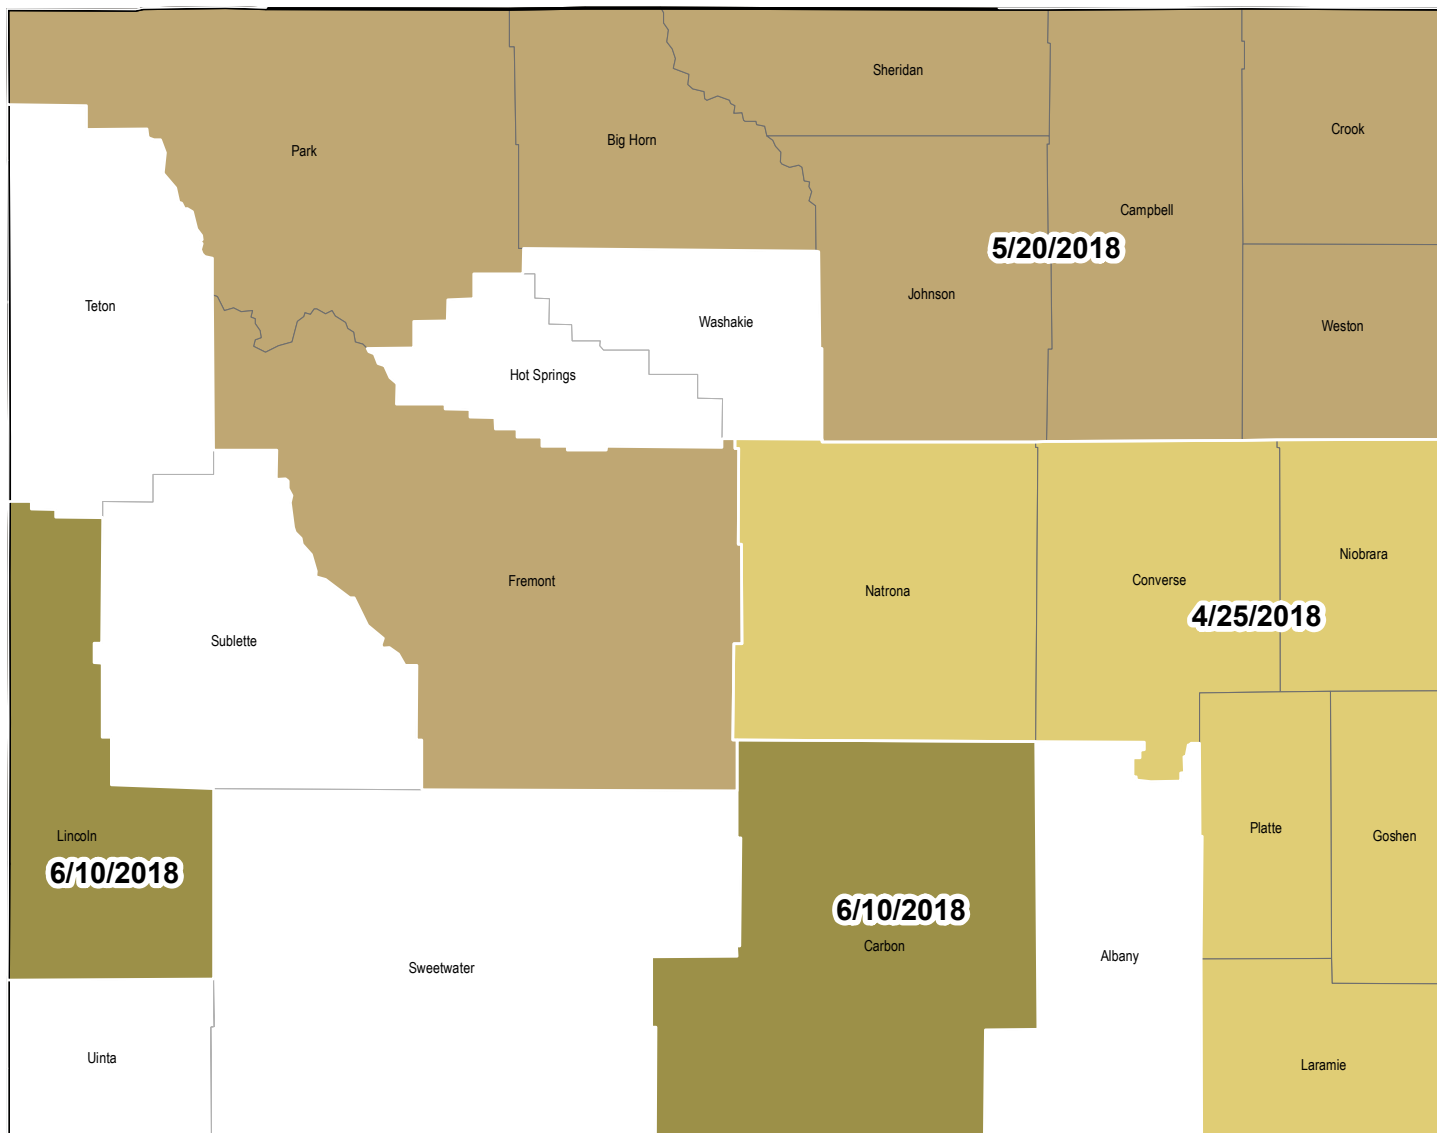 Sheridan
Crook
Big Horn
Park
Campbell
5/20/2018
Johnson
Teton
Washakie
Weston
Hot Springs
Niobrara
Fremont
Converse
Natrona
4/25/2018
Sublette
Platte
Lincoln
Goshen
6/10/2018
6/10/2018
Carbon
Albany
Sweetwater
Uinta
Laramie